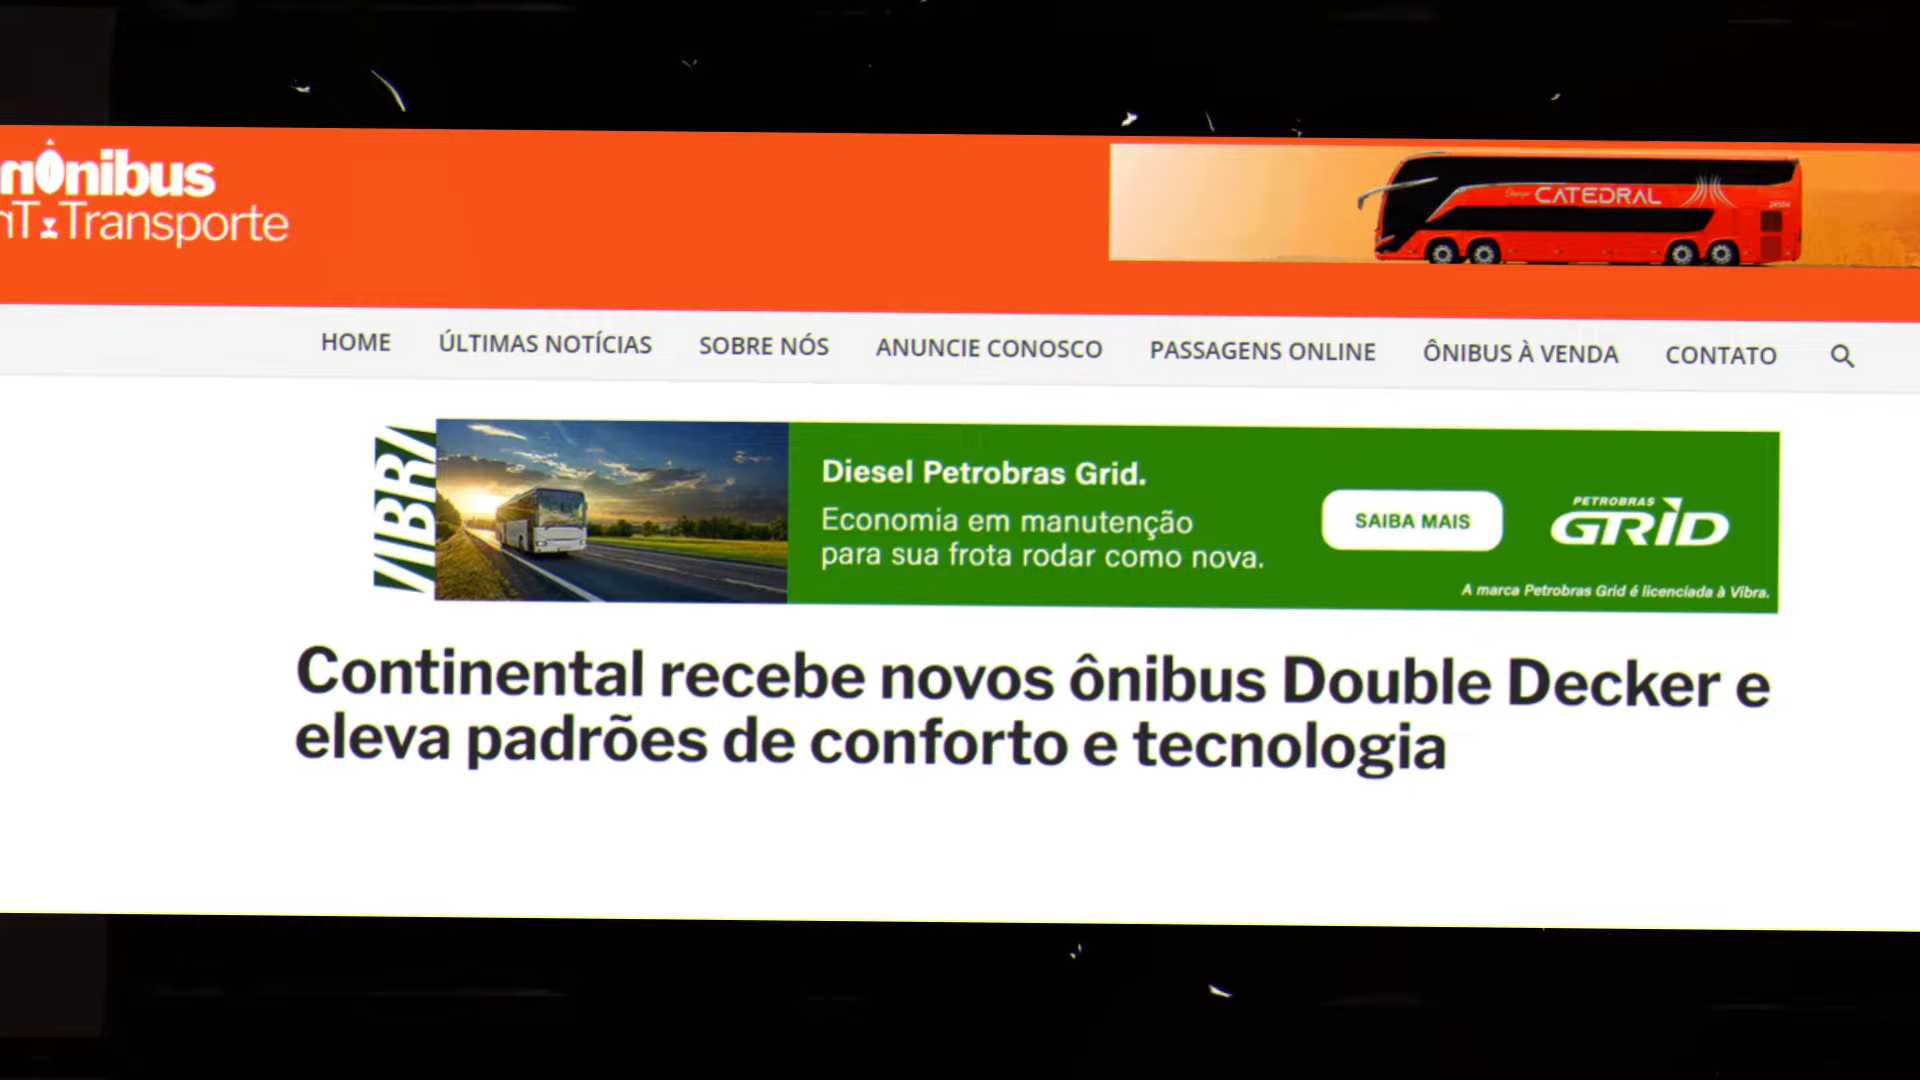 ônibus
Transporte
CATEDRAL
HOME
ÚLTIMAS NOTÍCIAS
SOBRE NÓS
ANUNCIE CONOSCO
PASSAGENS ONLINE
ÔNIBUS À VENDA
CONTATO
VIBRA
Diesel Petrobras Grid.
Economia em manutenção
para sua frota rodar como nova.
SAIBA MAIS
PETROBRAS
GRID
A marca Petrobras Grid é licenciada à Vibra.
Continental recebe novos ônibus Double Decker e
eleva padrões de conforto e tecnologia